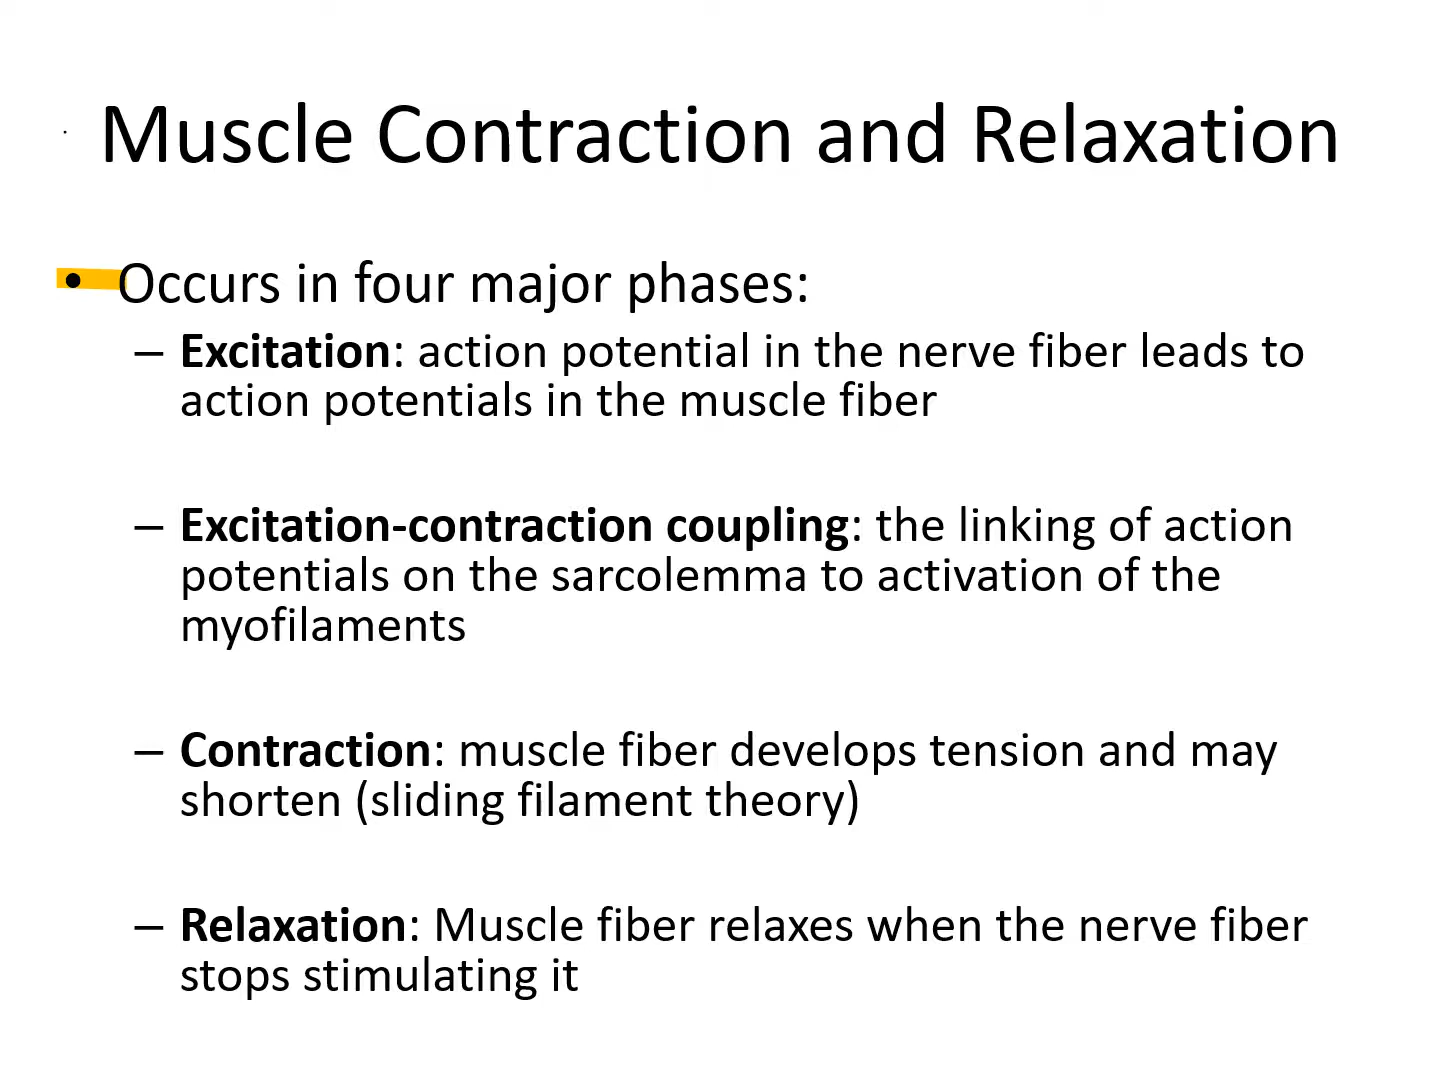 Muscle Contraction and Relaxation
• Occurs in four major phases:
– Excitation: action potential in the nerve fiber leads to
action potentials in the muscle fiber
– Excitation-contraction coupling: the linking of action
potentials on the sarcolemma to activation of the
myofilaments
– Contraction: muscle fiber develops tension and may
shorten (sliding filament theory)
– Relaxation: Muscle fiber relaxes when the nerve fiber
stops stimulating it